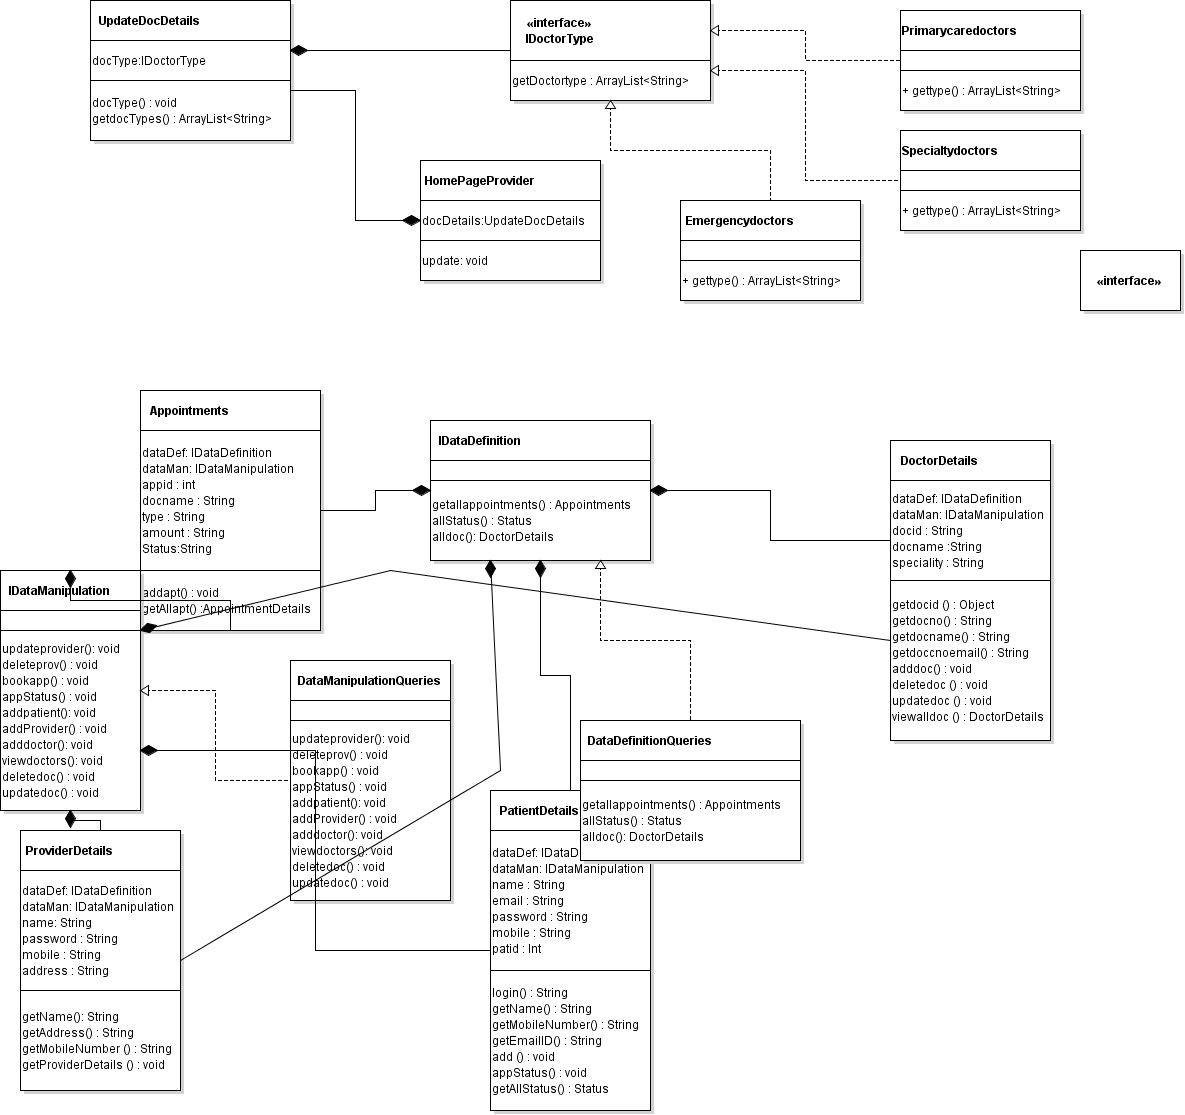 UpdateDocDetails
docType:IDoctorType
docType() : void
getdocTypes() : ArrayList<String>
«interface»
IDoctorType
getDoctortype : ArrayList<String>
Primarycaredoctors
+ gettype() : ArrayList<String>
Specialtydoctors
+ gettype() : ArrayList<String>
HomePageProvider
docDetails:UpdateDocDetails
update: void
Emergencydoctors
+ gettype() : ArrayList<String>
«interface»
Appointments
dataDef: IDataDefinition
dataMan: IDataManipulation
appid : int
docname : String
type : String
amount : String
Status:String
addapt() : void
getAllapt() :AppointmentDetails
IDataDefinition
getallappointments() : Appointments
allStatus() : Status
alldoc(): DoctorDetails
DoctorDetails
dataDef: IDataDefinition
dataMan: IDataManipulation
docid : String
docname :String
speciality : String
getdocid () : Object
getdocno() : String
getdocname() : String
getdoccnoemail() : String
adddoc() : void
deletedoc () : void
updatedoc () : void
viewalldoc () : DoctorDetails
IDataManipulation
updateprovider(): void
deleteprov() : void
bookapp() : void
appStatus() : void
addpatient(): void
addProvider() : void
adddoctor(): void
viewdoctors(): void
deletedoc() : void
updatedoc() : void
DataManipulationQueries
updateprovider(): void
deleteprov() : void
bookapp() : void
appStatus() : void
addpatient(): void
addProvider() : void
adddoctor(): void
viewdoctors(): void
deletedoc() : void
updatedoc() : void
DataDefinitionQueries
getallappointments() : Appointments
allStatus() : Status
alldoc(): DoctorDetails
ProviderDetails
dataDef: IDataDefinition
dataMan: IDataManipulation
name: String
password : String
mobile : String
address : String
getName(): String
getAddress() : String
getMobileNumber () : String
getProviderDetails () : void
PatientDetails
dataDef: IDataD
dataMan: IDataManipulation
name : String
email : String
password : String
mobile : String
patid : Int
login() : String
getName() : String
getMobileNumber() : String
getEmailID() : String
add () : void
appStatus() : void
getAllStatus() : Status